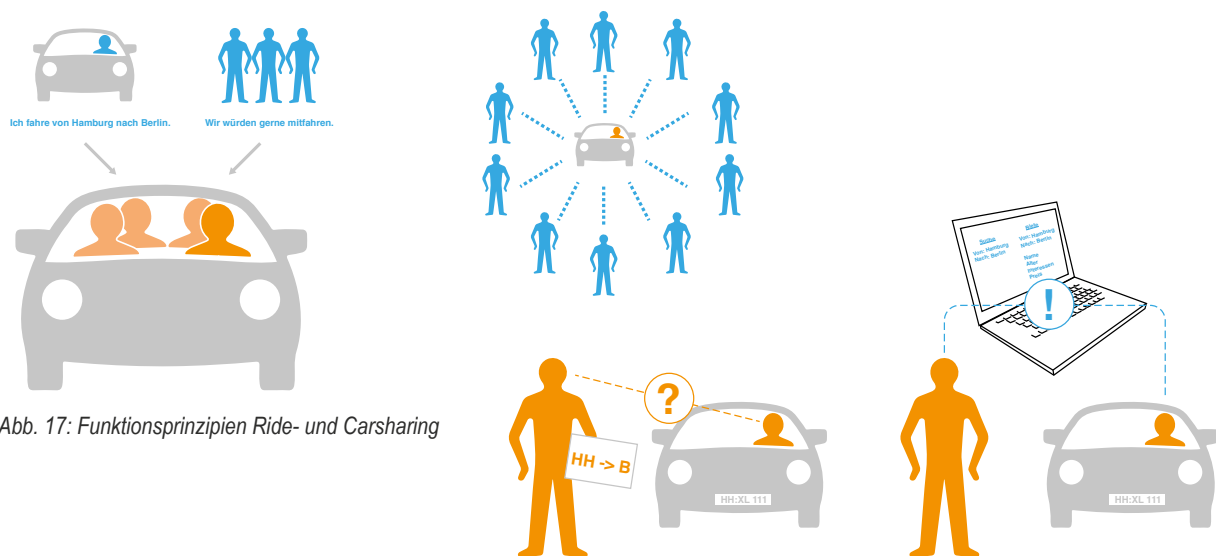 Ich fahre von Hamburg nach Berlin.
Wir würden gerne mitfahren.
Abb. 17: Funktionsprinzipien Ride- und Carsharing
?
HH -> B
HH:XL 111
Suche
Von: Hamburg
Nach: Berlin
Biete
Von: Hamburg
Nach: Berlin
Name
Alter
Interessen
Preis
!
HH:XL 111